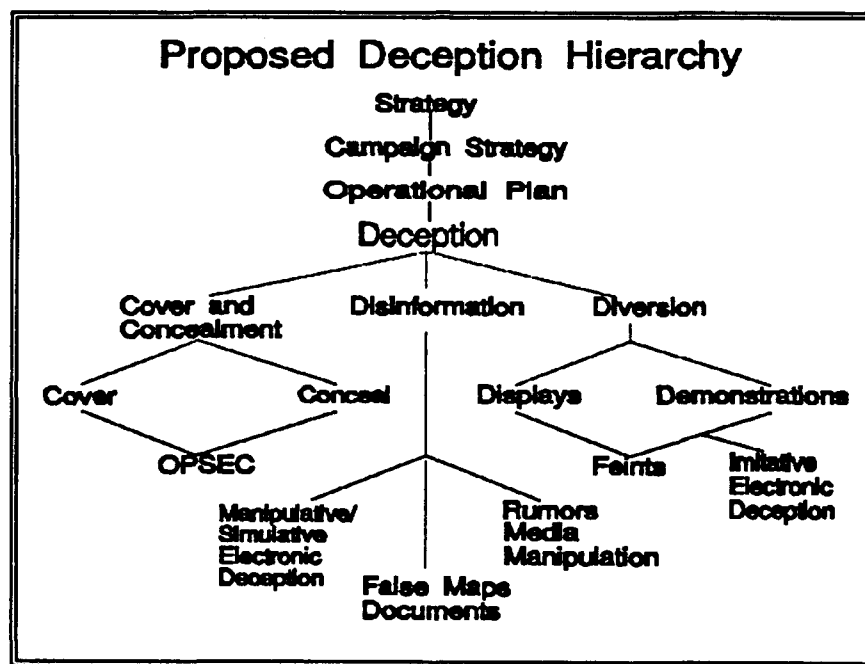 Proposed Deception Hierarchy
Strategy
Campaign Strategy
Operational Plan
Deception
Cover and
Concealment
Disinformation
Diversion
Cover
Conceal
Displays
Demonstrations
OPSEC
Feints
Imitative
Electronic
Deception
Manipulative/
Simulative
Electronic
Deception
Rumors
Media
Manipulation
False Maps
Documents